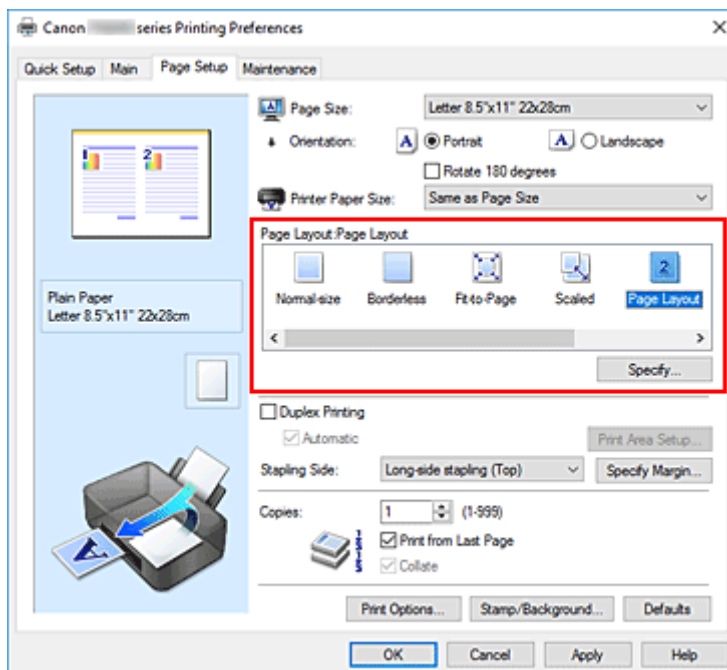 Canon series Printing Preferences
Quick Setup Main Page Setup Maintenance
1 2
Plain Paper
Letter 8.5"x11" 22x28cm
Page Size: Letter 8.5"x11" 22x28cm
Orientation: A Portrait A Landscape
Rotate 180 degrees
Printer Paper Size: Same as Page Size
Page Layout:Page Layout
2
Normal-size Borderless Fit-to-Page Scaled Page Layout
Specify...
Duplex Printing
Automatic Print Area Setup...
Stapling Side: Long-side stapling (Top) Specify Margin...
Copies: 1 (1-999)
Print from Last Page
Collate
A
Print Options... Stamp/Background... Defaults
OK Cancel Apply Help